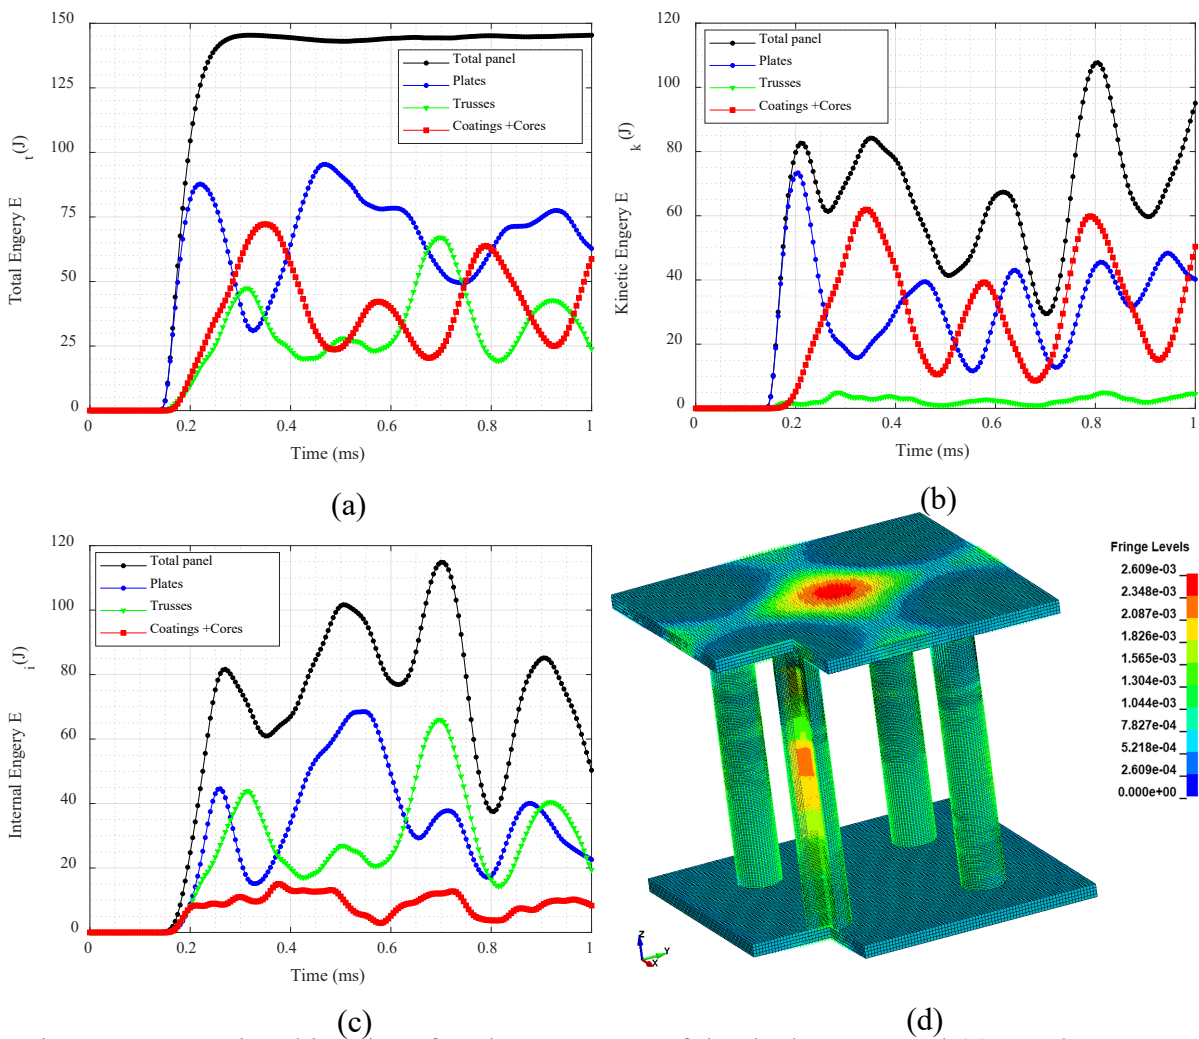 150
125
100
75
50
25
0
0
0.2
0.4
0.6
0.8
1
Total Engery E t (J)
Time (ms)
Total panel
Plates
Trusses
Coatings +Cores
(a)
120
100
80
60
40
20
0
0
0.2
0.4
0.6
0.8
1
Kinetic Engery E k (J)
Time (ms)
Total panel
Plates
Trusses
Coatings +Cores
(b)
120
100
80
60
40
20
0
0
0.2
0.4
0.6
0.8
1
Internal Engery E i (J)
Time (ms)
Total panel
Plates
Trusses
Coatings +Cores
(c)
Fringe Levels
2.609e-03
2.348e-03
2.087e-03
1.826e-03
1.565e-03
1.304e-03
1.044e-03
7.827e-04
5.218e-04
2.609e-04
0.000e+00
Z
Y
X
(d)